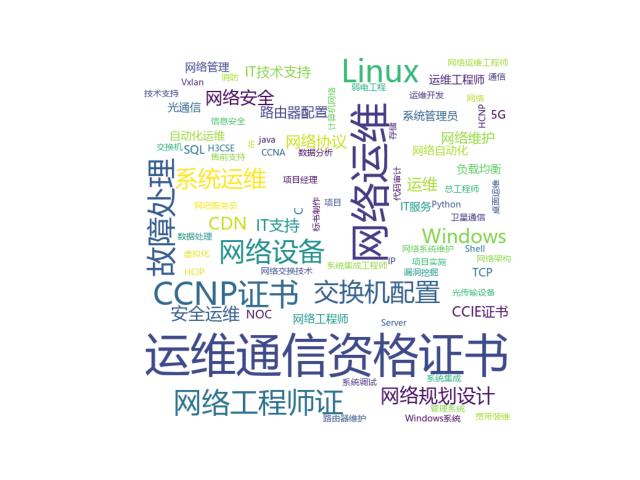 网络管理
Vxlan
消防
IT技术支持
Linux
弱电工程
网络运维工程师
运维工程师
通信
技术支持
光通信
网络安全
路由器配置
计算机网络
运维开发
网络
系统管理员
HCNP
5G
信息安全
自动化运维
IE
java
网络协议
存储
网络维护
交换机
SQL
H3CSE
CCNA
数据分析
网络自动化
售前支持
网络运维
故障处理
系统运维
项目经理
代码审计
运维
负载均衡
总工程师
桌面运维
网吧服务员
C
标书制作
项目
IT服务
Python
卫星通信
CDN
IT支持
Windows
数据处理
网络设备
虚拟化
系统集成工程师
网络系统维护
Shell
IP
项目实施
网络架构
HCIP
网络交换技术
漏洞挖掘
TCP
CCNP证书
交换机配置
光传输设备
安全运维
NOC
网络工程师
Server
CCIE证书
运维通信资格证书
系统调试
系统集成
网络工程师证
网络规划设计
管理系统
路由器维护
Windows系统
宽带装维